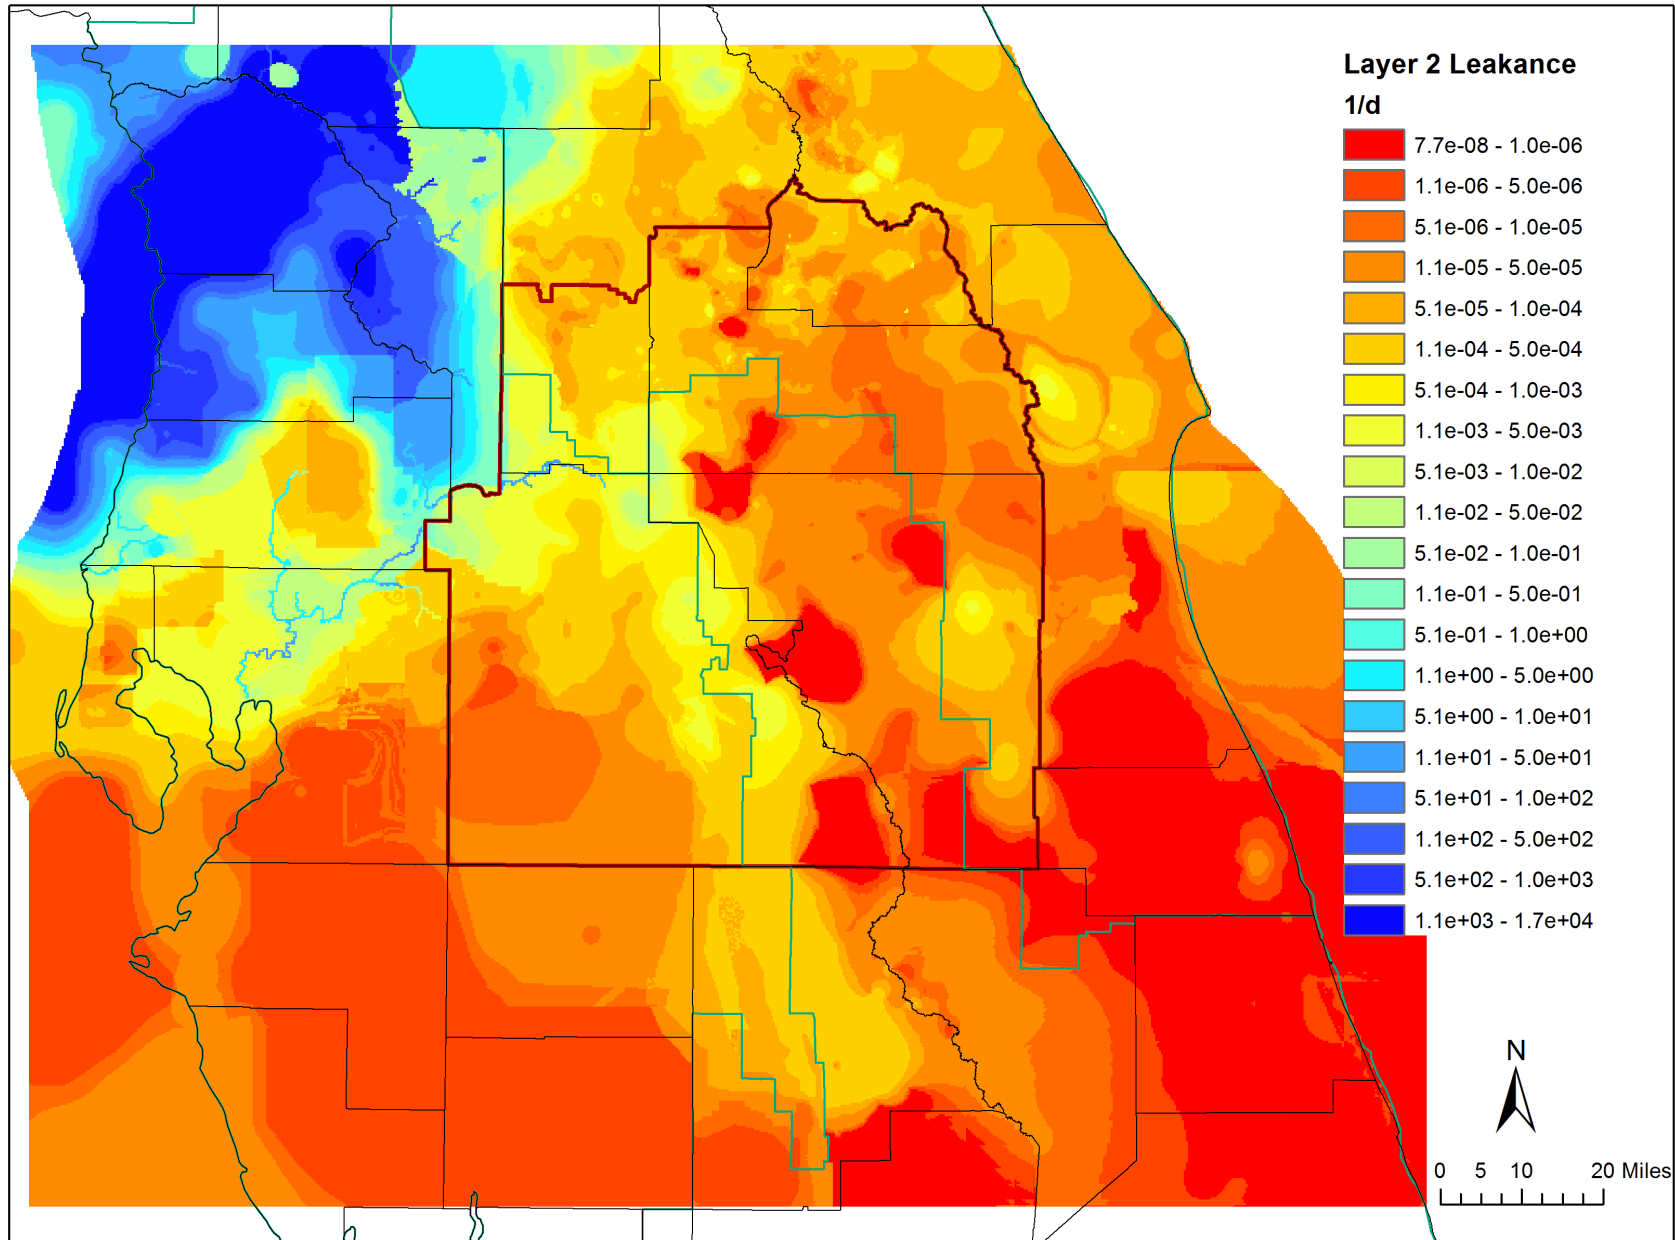 Layer 2 Leakance
1/d
7.7e-08 - 1.0e-06
1.1e-06 - 5.0e-06
5.1e-06 - 1.0e-05
1.1e-05 - 5.0e-05
5.1e-05 - 1.0e-04
1.1e-04 - 5.0e-04
5.1e-04 - 1.0e-03
1.1e-03 - 5.0e-03
5.1e-03 - 1.0e-02
1.1e-02 - 5.0e-02
5.1e-02 - 1.0e-01
1.1e-01 - 5.0e-01
5.1e-01 - 1.0e+00
1.1e+00 - 5.0e+00
5.1e+00 - 1.0e+01
1.1e+01 - 5.0e+01
5.1e+01 - 1.0e+02
1.1e+02 - 5.0e+02
5.1e+02 - 1.0e+03
1.1e+03 - 1.7e+04
N
0 5 10 20 Miles